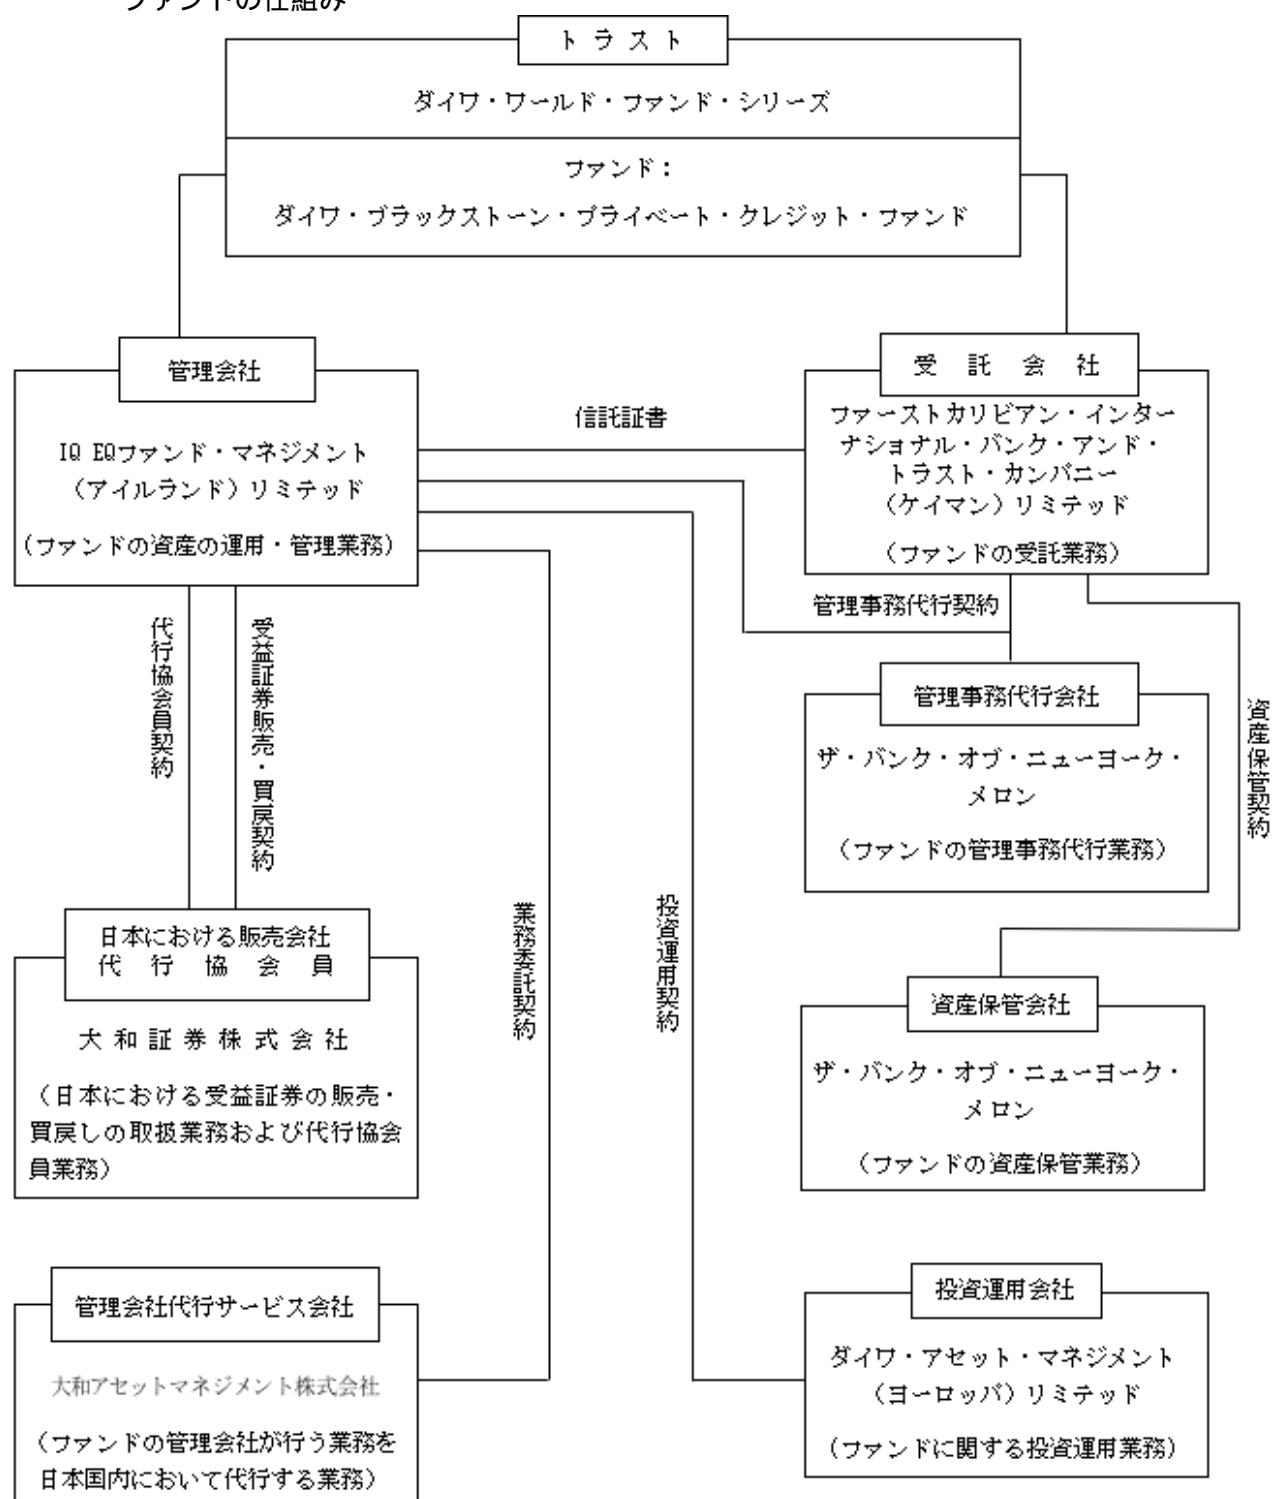 ファンドの仕組み
トラスト
ダイワ・ワールド・ファンド・シリーズ
ファンド：
ダイワ・ブラックストーン・プライベート・クレジット・ファンド
管理会社
IQ EQファンド・マネジメント
（アイルランド）リミテッド
（ファンドの資産の運用・管理業務）
信託証書
受託会社
ファーストカリビアン・インター
ナショナル・バンク・アンド・
トラスト・カンパニー
（ケイマン）リミテッド
（ファンドの受託業務）
管理事務代行契約
代行協会員契約
受益証券販売・買戻契約
管理事務代行会社
ザ・バンク・オブ・ニューヨーク・
メロン
（ファンドの管理事務代行業務）
資産保管契約
業務委託契約
投資運用契約
日本における販売会社
代行協会員
大和証券株式会社
（日本における受益証券の販売・
買戻しの取扱業務および代行協会
員業務）
資産保管会社
ザ・バンク・オブ・ニューヨーク・
メロン
（ファンドの資産保管業務）
管理会社代行サービス会社
大和アセットマネジメント株式会社
（ファンドの管理会社が行う業務を
日本国内において代行する業務）
投資運用会社
ダイワ・アセット・マネジメント
（ヨーロッパ）リミテッド
（ファンドに関する投資運用業務）